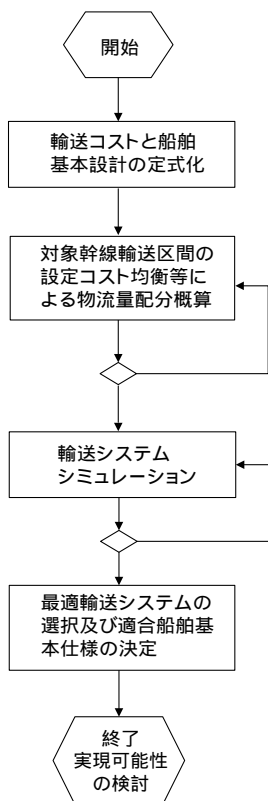 開始
輸送コストと船舶
基本設計の定式化
対象幹線輸送区間の
設定コスト均衡等に
よる物流量配分概算
輸送システム
シミュレーション
最適輸送システムの
選択及び適合船舶基
本仕様の決定
終了
実現可能性
の検討